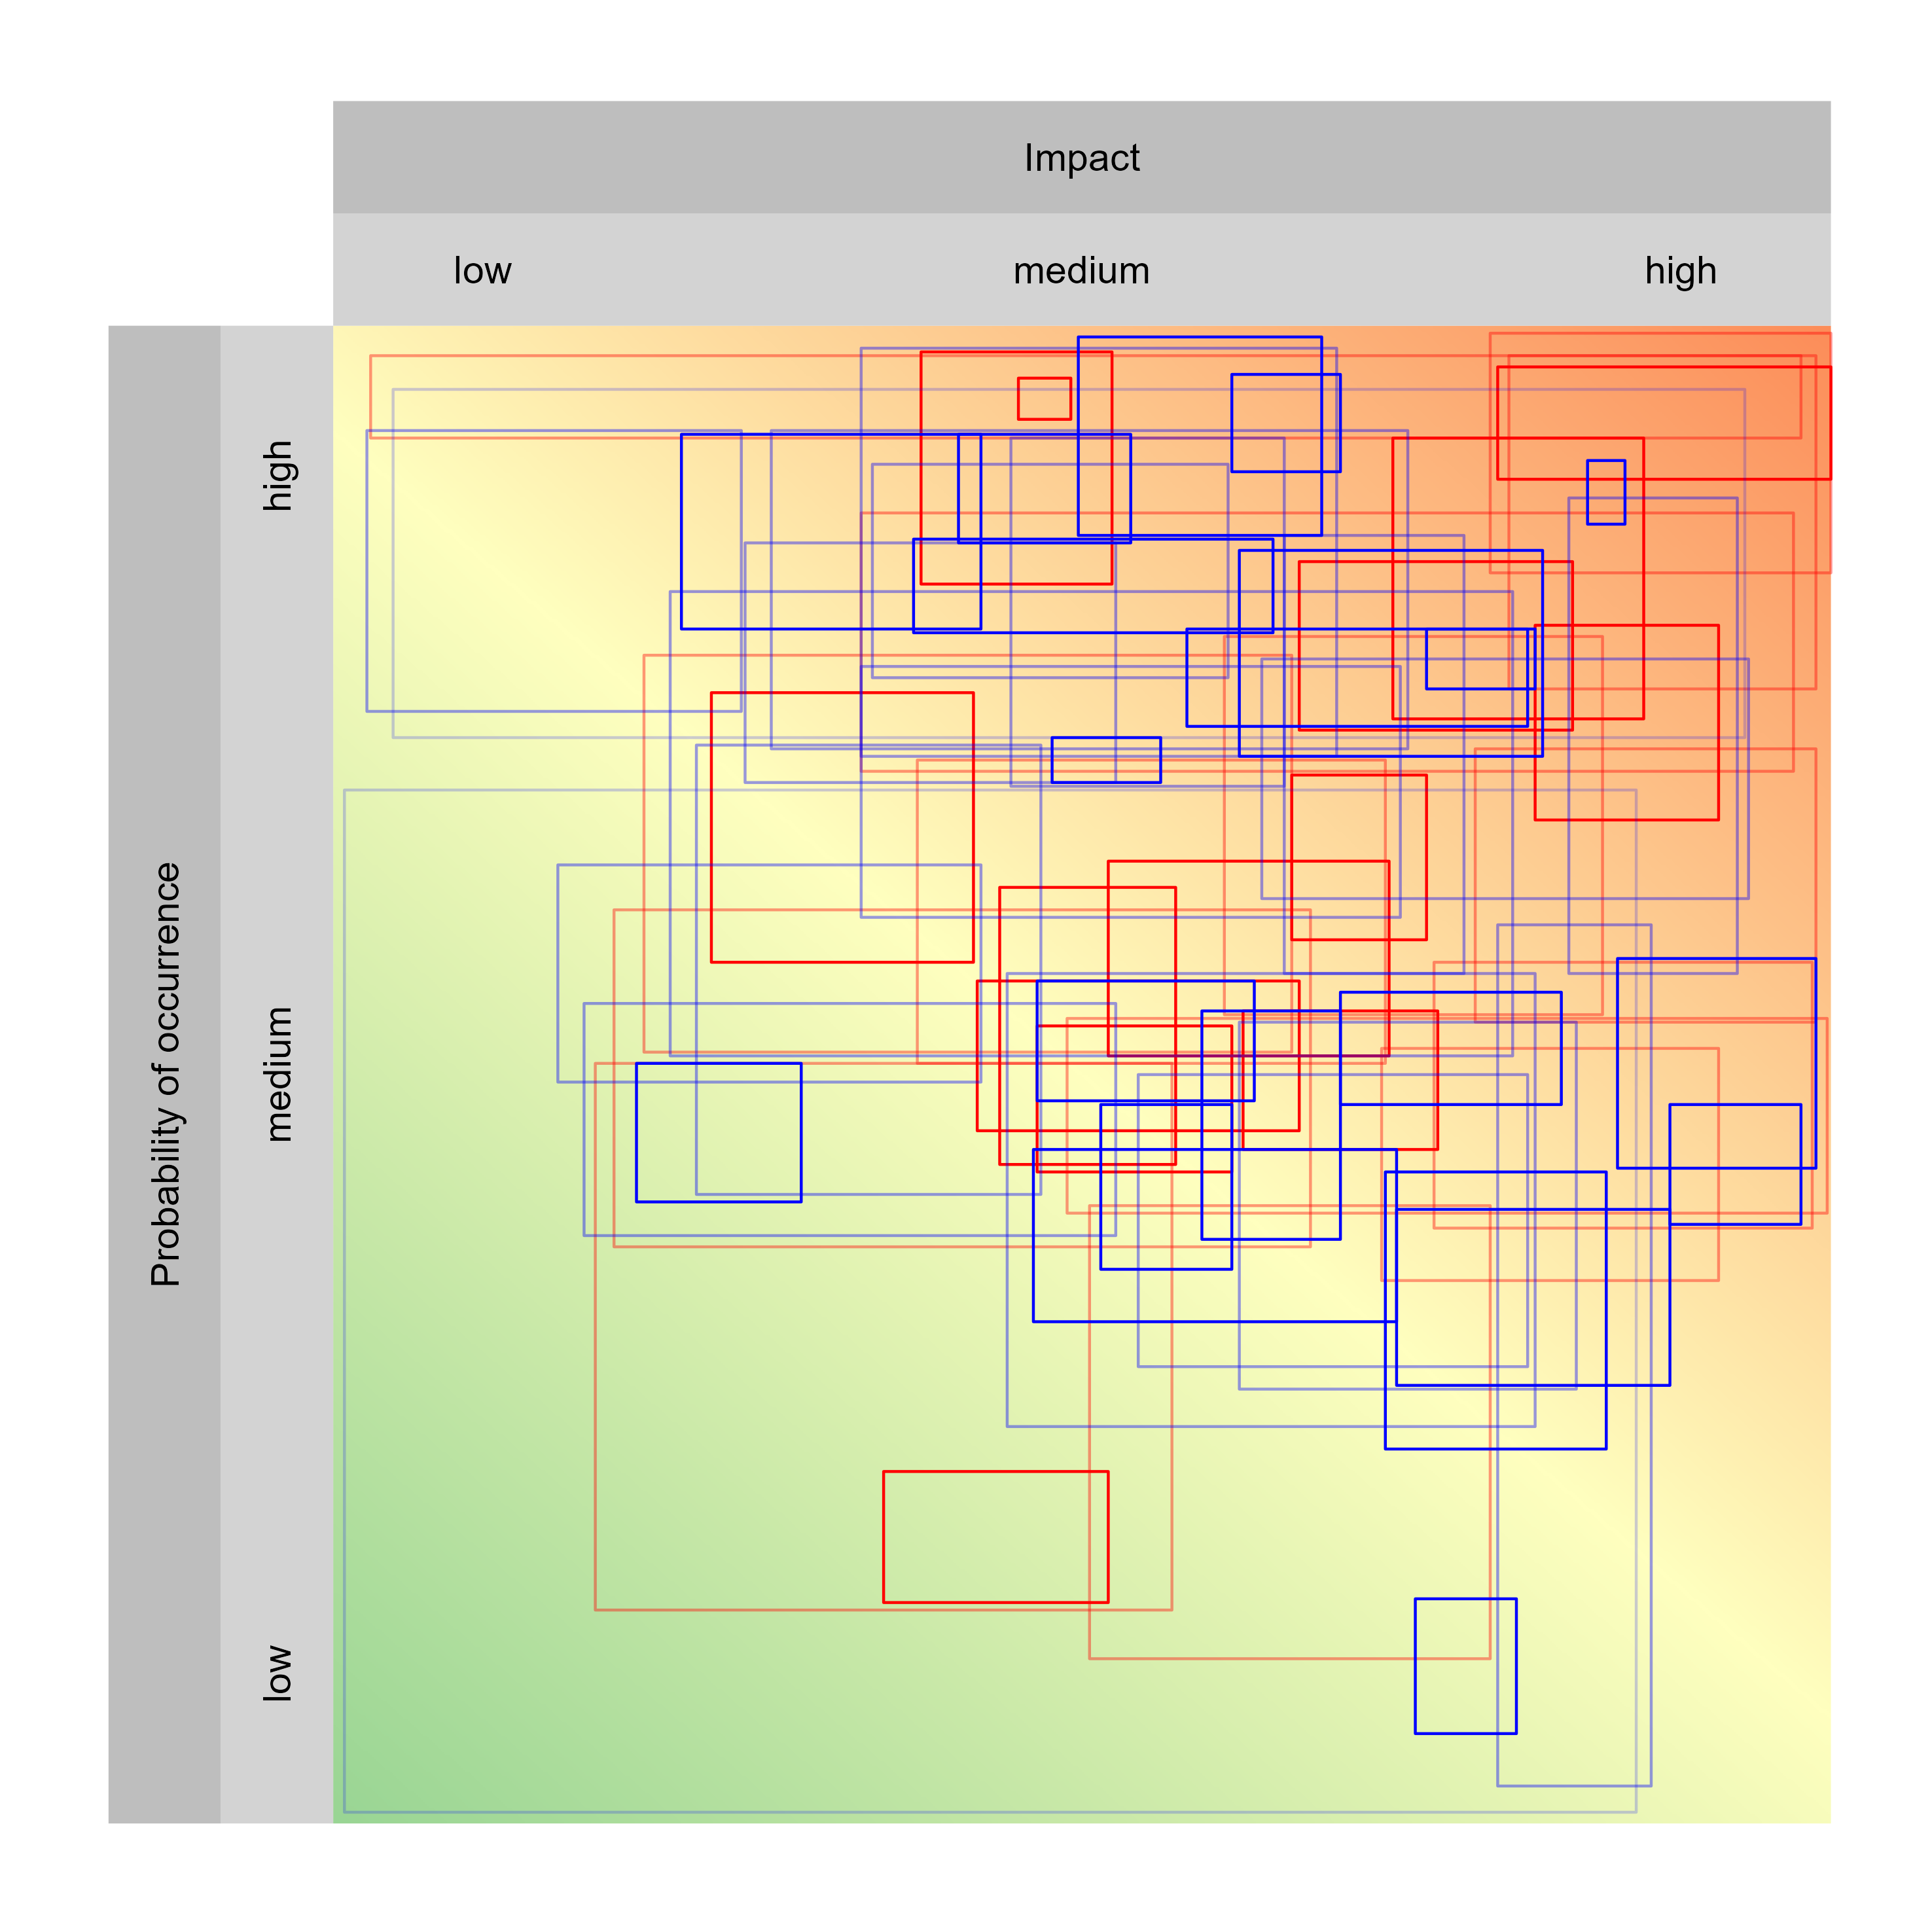 Impact
low
medium
high
Probability of occurrence
high
medium
low